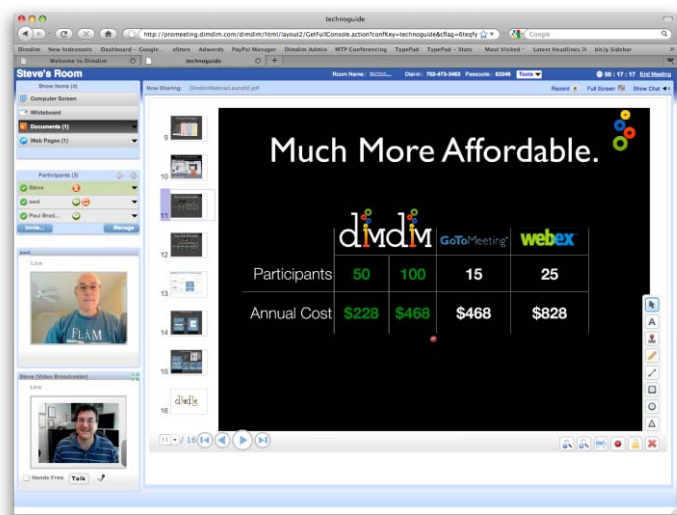 technoguide
http://promeeting.dimdim.com/dimdim/html/layout2/GetFullConsole.action?confKey=technoguide&cflag=6teqfy
Google
Dimdim New Indextools Dashboard – Google... eStore Adwords PayPal Manager Dimdim Admin MTP Conferencing TypePad TypePad – Stats Most Visited Latest Headlines bit.ly Sidebar
Welcome to Dimdim technoguide
Steve's Room
Room Name : Dial-in: Passcode : Tools 00 : 17 : 17 End Meeting
Show Items (4)
Now Sharing: DimdimWebinarLaunch2.pdf
Record Full Screen Show Chat
Computer Screen
Whiteboard
Documents (1)
Web Pages (1)
Participants (3)
Steve
awd
Paul Brad...
Invite... Manage
awd
Live
FLAM
Steve (Video Broadcaster)
Live
Hands Free Talk
9
10
11
12
13
14
15
16
dimdim
Much More Affordable.
dimdim GoToMeeting webex
Participants 50 100 15 25
Annual Cost $228 $468 $468 $828
A
11 / 16